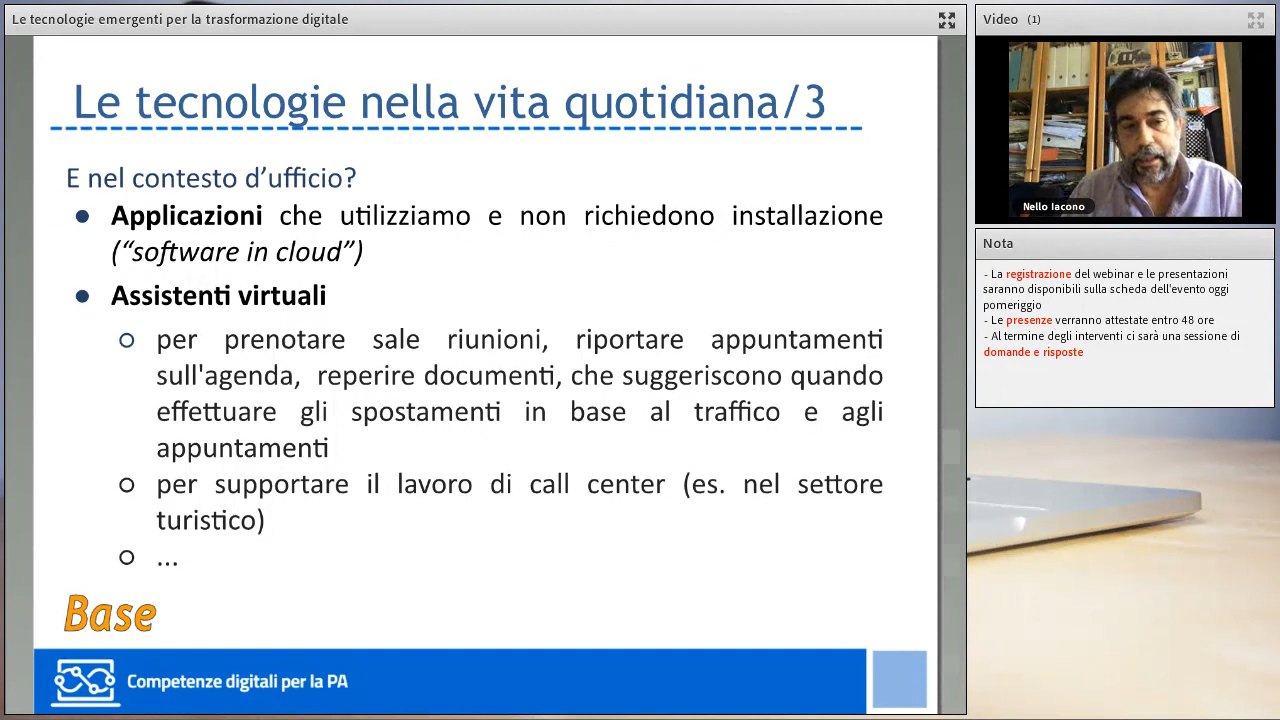 Le tecnologie emergenti per la trasformazione digitale
Le tecnologie nella vita quotidiana/3
E nel contesto d'ufficio?
● Applicazioni che utilizziamo e non richiedono installazione
(“software in cloud”)
● Assistenti virtuali
○ per prenotare sale riunioni, riportare appuntamenti
sull'agenda, reperire documenti, che suggeriscono quando
effettuare gli spostamenti in base al traffico e agli
appuntamenti
○ per supportare il lavoro di call center (es. nel settore
turistico)
○ ...
Base
Competenze digitali per la PA
Video (1)
Nello Iacono
Nota
- La registrazione del webinar e le presentazioni
saranno disponibili sulla scheda dell'evento oggi
pomeriggio
- Le presenze verranno attestate entro 48 ore
- Al termine degli interventi ci sarà una sessione di
domande e risposte